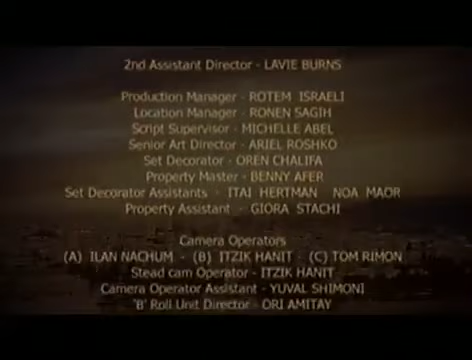 2nd Assistant Director - LAVIE BURNS
Production Manager - ROTEM ISRAELI
Location Manager - RONEN SAGIH
Script Supervisor - MICHELLE ABEL
Senior Art Director - ARIEL ROSHKO
Set Decorator - OREN CHALIFA
Property Master - BENNY AFER
Set Decorator Assistants - ITAI HERTMAN NOA MAOR
Property Assistant - GIORA STACHI
Camera Operators
(A) ILAN NACHUM - (B) ITZIK HANIT - (C) TOM RIMON
Stead cam Operator - ITZIK HANIT
Camera Operator Assistant - YUVAL SHIMONI
'B' Roll Unit Director - ORI AMITAY